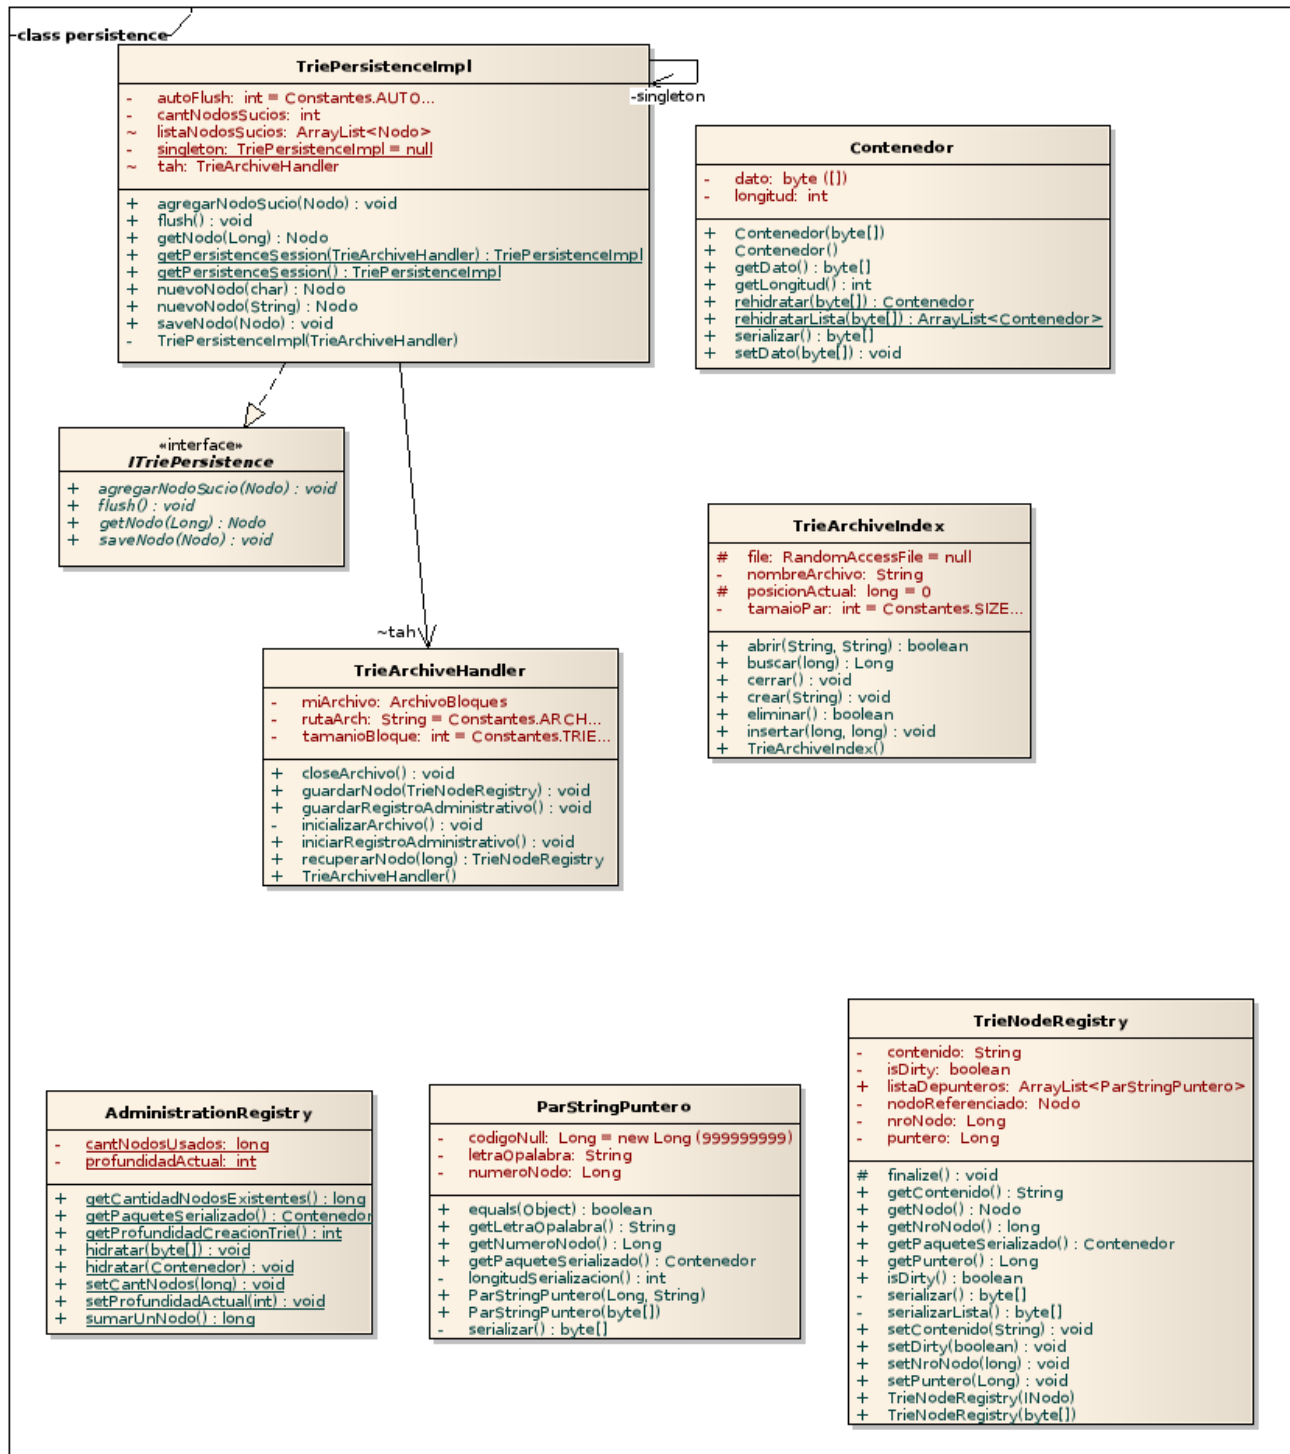 class persistence
TriePersistenceImpl
- autoFlush: int = Constantes.AUTO...
- cantNodosSucios: int
~ listaNodosSucios: ArrayList<Nodo>
- singleton: TriePersistenceImpl = null
~ tah: TrieArchiveHandler
+ agregarNodoSucio(Nodo) : void
+ flush() : void
+ getNodo(Long) : Nodo
+ getPersistenceSession(TrieArchiveHandler) : TriePersistenceImpl
+ getPersistenceSession() : TriePersistenceImpl
+ nuevoNodo(char) : Nodo
+ nuevoNodo(String) : Nodo
+ saveNodo(Nodo) : void
- TriePersistenceImpl(TrieArchiveHandler)
-singleton
Contenedor
- dato: byte ([])
- longitud: int
+ Contenedor(byte[])
+ Contenedor()
+ getDato() : byte[]
+ getLongitud() : int
+ rehidratar(byte[]) : Contenedor
+ rehidratarLista(byte[]) : ArrayList<Contenedor>
+ serializar() : byte[]
+ setDato(byte[]) : void
«interface»
ITriePersistence
+ agregarNodoSucio(Nodo) : void
+ flush() : void
+ getNodo(Long) : Nodo
+ saveNodo(Nodo) : void
TrieArchiveIndex
# file: RandomAccessFile = null
- nombreArchivo: String
# posicionActual: long = 0
- tamaioPar: int = Constantes.SIZE...
+ abrir(String, String) : boolean
+ buscar(long) : Long
+ cerrar() : void
+ crear(String) : void
+ eliminar() : boolean
+ insertar(long, long) : void
+ TrieArchiveIndex()
~tah
TrieArchiveHandler
- miArchivo: ArchivoBloques
- rutaArch: String = Constantes.ARCH...
- tamanioBloque: int = Constantes.TRIE...
+ closeArchivo() : void
+ guardarNodo(TrieNodeRegistry) : void
+ guardarRegistroAdministrativo() : void
- inicializarArchivo() : void
+ iniciarRegistroAdministrativo() : void
+ recuperarNodo(long) : TrieNodeRegistry
+ TrieArchiveHandler()
AdministrationRegistry
- cantNodosUsados: long
- profundidadActual: int
+ getCantidadNodosExistentes() : long
+ getPaqueteSerializado() : Contenedor
+ getProfundidadCreacionTrie() : int
+ hidratar(byte[]) : void
+ hidratar(Contenedor) : void
+ setCantNodos(long) : void
+ setProfundidadActual(int) : void
+ sumarUnNodo() : long
ParStringPuntero
- codigoNull: Long = new Long (999999999)
- letraOpalabra: String
- numeroNodo: Long
+ equals(Object) : boolean
+ getLetraOpalabra() : String
+ getNumeroNodo() : Long
+ getPaqueteSerializado() : Contenedor
- longitudSerializacion() : int
+ ParStringPuntero(Long, String)
+ ParStringPuntero(byte[])
- serializar() : byte[]
TrieNodeRegistry
- contenido: String
- isDirty: boolean
+ listaDepunteros: ArrayList<ParStringPuntero>
- nodoReferenciado: Nodo
- nroNodo: Long
- puntero: Long
# finalize() : void
+ getContenido() : String
+ getNodo() : Nodo
+ getNroNodo() : long
+ getPaqueteSerializado() : Contenedor
+ getPuntero() : Long
+ isDirty() : boolean
- serializar() : byte[]
- serializarLista() : byte[]
+ setContenido(String) : void
+ setDirty(boolean) : void
+ setNroNodo(long) : void
+ setPuntero(Long) : void
+ TrieNodeRegistry(INodo)
+ TrieNodeRegistry(byte[])